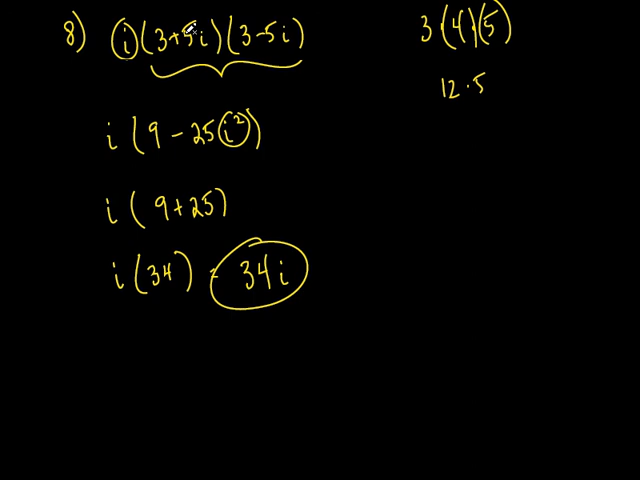 8) i(3+5i)(3-5i)
i(9-25i²)
i(9+25)
i(34) = 34i
3(4)(5)
12·5